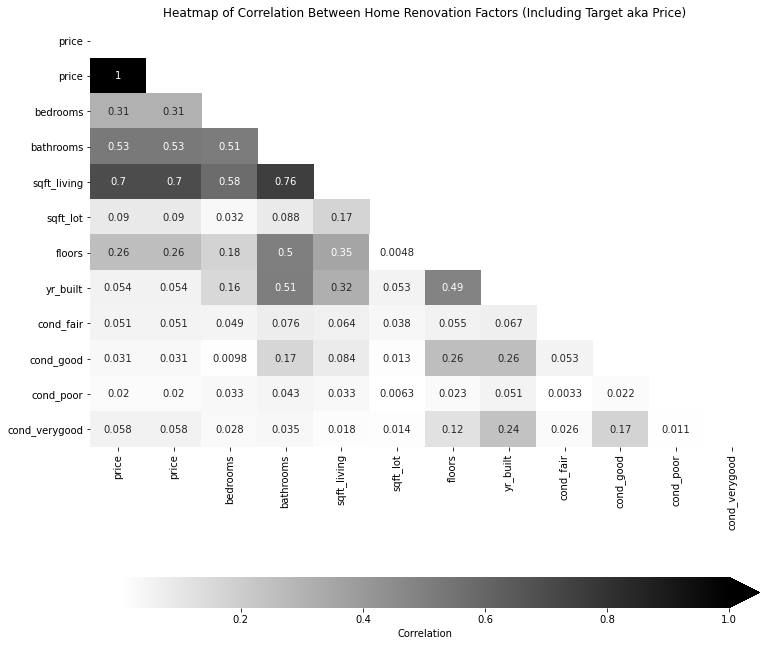 Heatmap of Correlation Between Home Renovation Factors (Including Target aka Price)
price
price
1
bedrooms 0.31 0.31
bathrooms 0.53 0.53 0.51
sqft_living 0.7 0.7 0.58 0.76
sqft_lot 0.09 0.09 0.032 0.088 0.17
floors 0.26 0.26 0.18 0.5 0.35 0.0048
yr_built 0.054 0.054 0.16 0.51 0.32 0.053 0.49
cond_fair 0.051 0.051 0.049 0.076 0.064 0.038 0.055 0.067
cond_good 0.031 0.031 0.0098 0.17 0.084 0.013 0.26 0.26 0.053
cond_poor 0.02 0.02 0.033 0.043 0.033 0.0063 0.023 0.051 0.0033 0.022
cond_verygood 0.058 0.058 0.028 0.035 0.018 0.014 0.12 0.24 0.026 0.17 0.011
price price bedrooms bathrooms sqft_living sqft_lot floors yr_built cond_fair cond_good cond_poor cond_verygood
0.2 0.4 0.6 0.8 1.0
Correlation